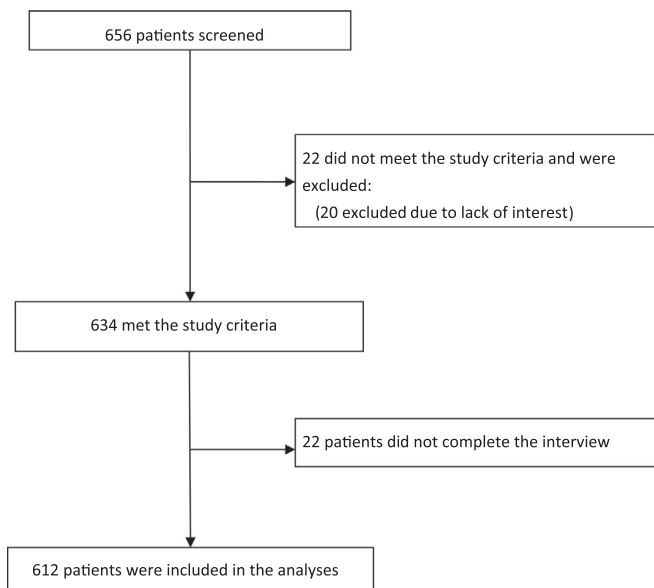 656 patients screened
22 did not meet the study criteria and were
excluded:
(20 excluded due to lack of interest)
634 met the study criteria
22 patients did not complete the interview
612 patients were included in the analyses